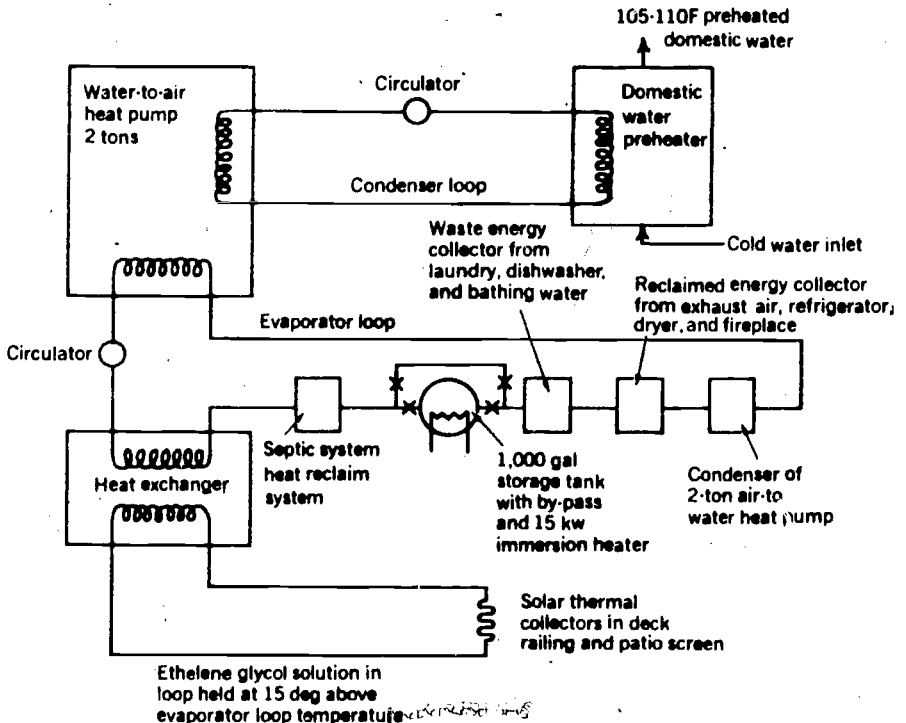 105-110F preheated
domestic water
Water-to-air
heat pump
2 tons
Circulator
Domestic
water
preheater
Condenser loop
Waste energy
collector from
laundry, dishwasher,
and bathing water
Cold water inlet
Reclaimed energy collector
from exhaust air, refrigerator,
dryer, and fireplace
Evaporator loop
Circulator
Septic system
heat reclaim
system
Heat exchanger
1,000 gal
storage tank
with by-pass
and 15 kw
immersion heater
Condenser of
2-ton air-to
water heat pump
Solar thermal
collectors in deck
railing and patio screen
Ethelene glycol solution in
loop held at 15 deg above
evaporator loop temperature